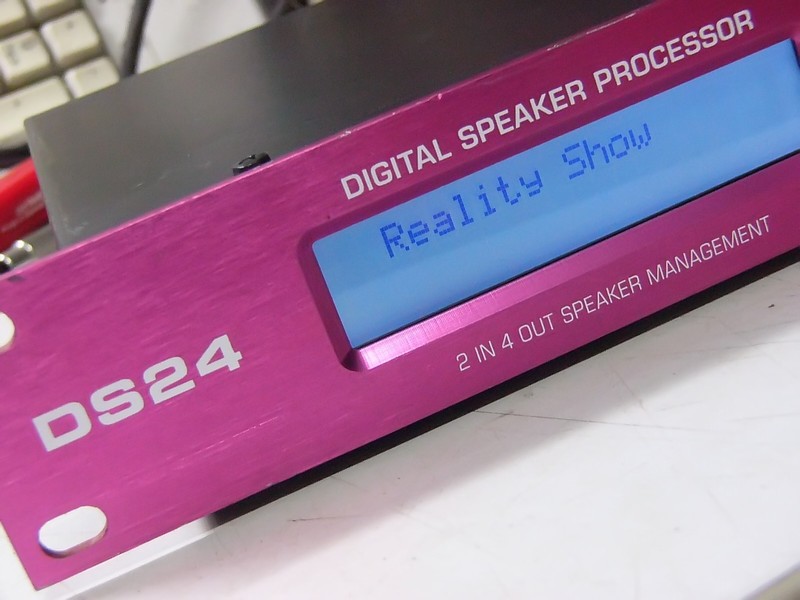 DIGITAL SPEAKER PROCESSOR
Reality Show
2 IN 4 OUT SPEAKER MANAGEMENT
DS24